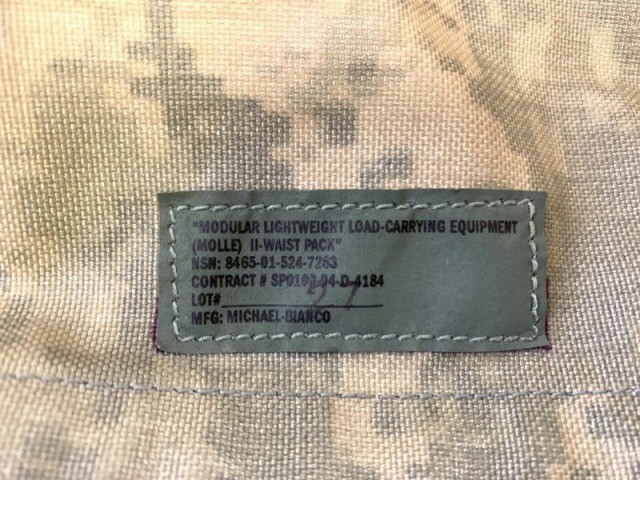 "MODULAR LIGHTWEIGHT LOAD-CARRYING EQUIPMENT
(MOLLE) II-WAIST PACK"
NSN: 8465-01-524-7263
CONTRACT # SP0103-04-D-4184
LOT# 27
MFG: MICHAEL-BIANCO